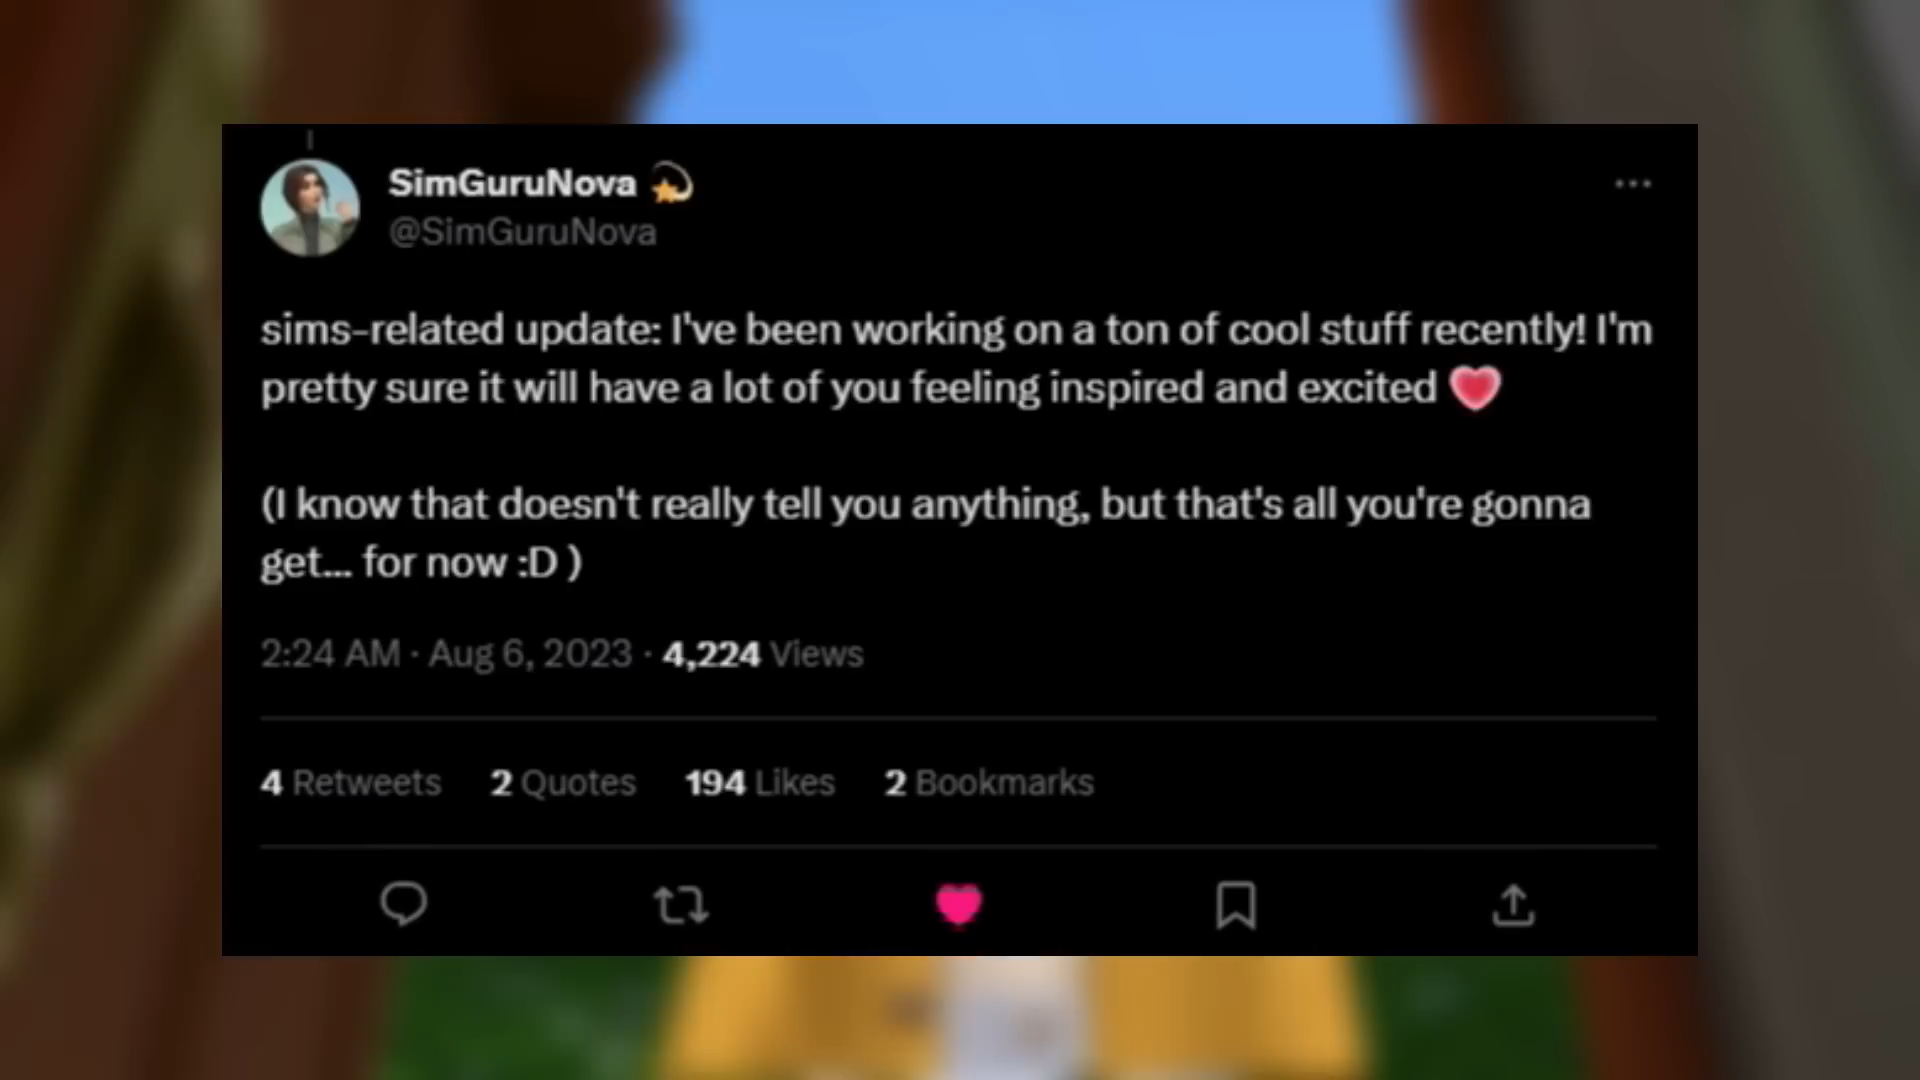 SimGuruNova 💫
@SimGuruNova
sims-related update: I've been working on a ton of cool stuff recently! I'm
pretty sure it will have a lot of you feeling inspired and excited ❤️
(I know that doesn't really tell you anything, but that's all you're gonna
get... for now :D )
2:24 AM · Aug 6, 2023 · 4,224 Views
4 Retweets 2 Quotes 194 Likes 2 Bookmarks